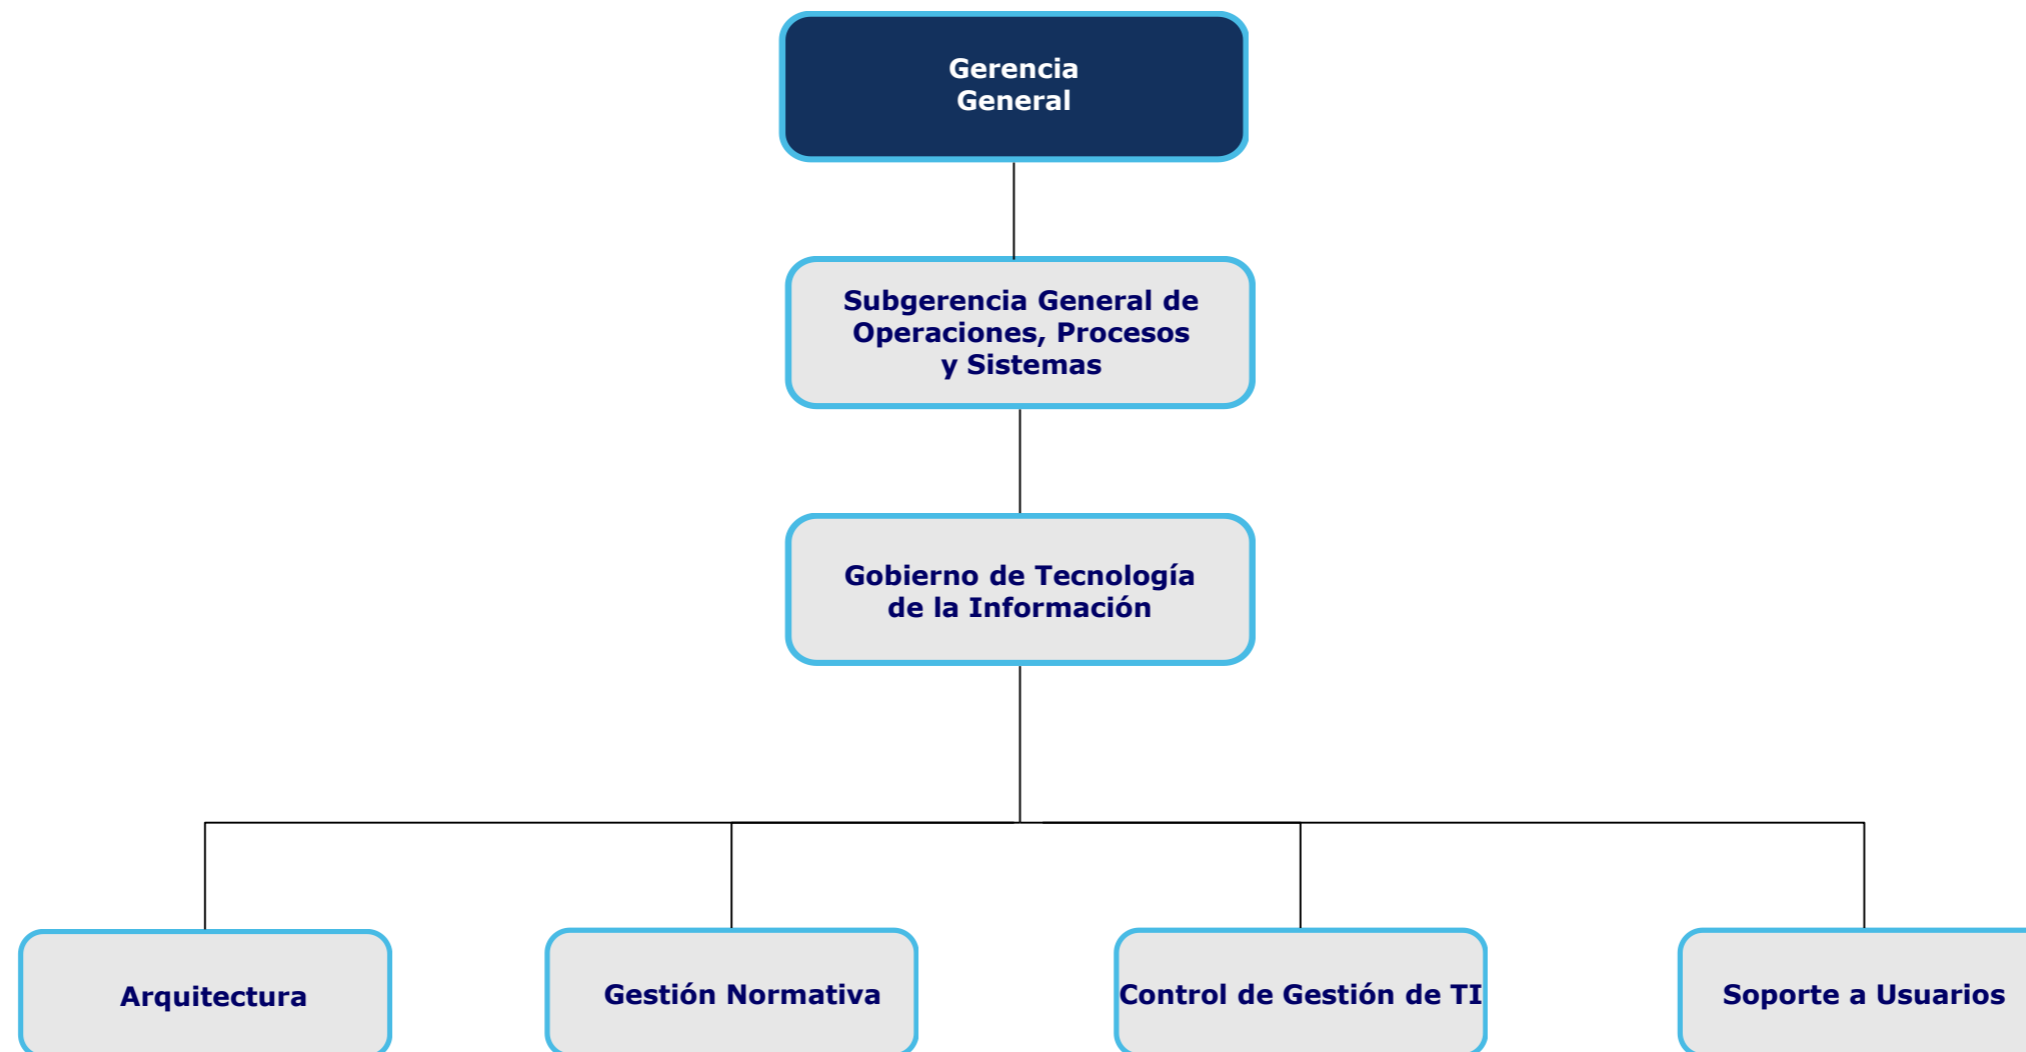 Gerencia
General
Subgerencia General de
Operaciones, Procesos
y Sistemas
Gobierno de Tecnología
de la Información
Arquitectura
Gestión Normativa
Control de Gestión de TI
Soporte a Usuarios